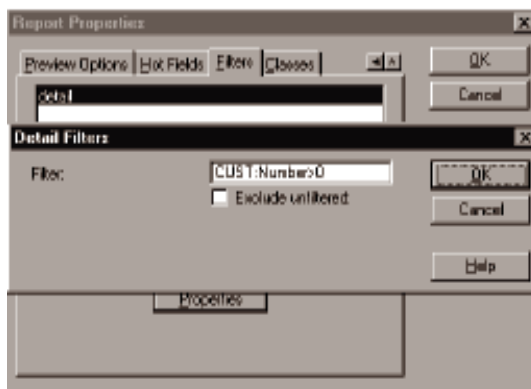 Report Properties
Preview Options Hot Fields Filters Classes
OK
detail
Cancel
Detail Filters
Filter: CUST:Number>0
OK
Exclude unfiltered
Cancel
Help
Properties